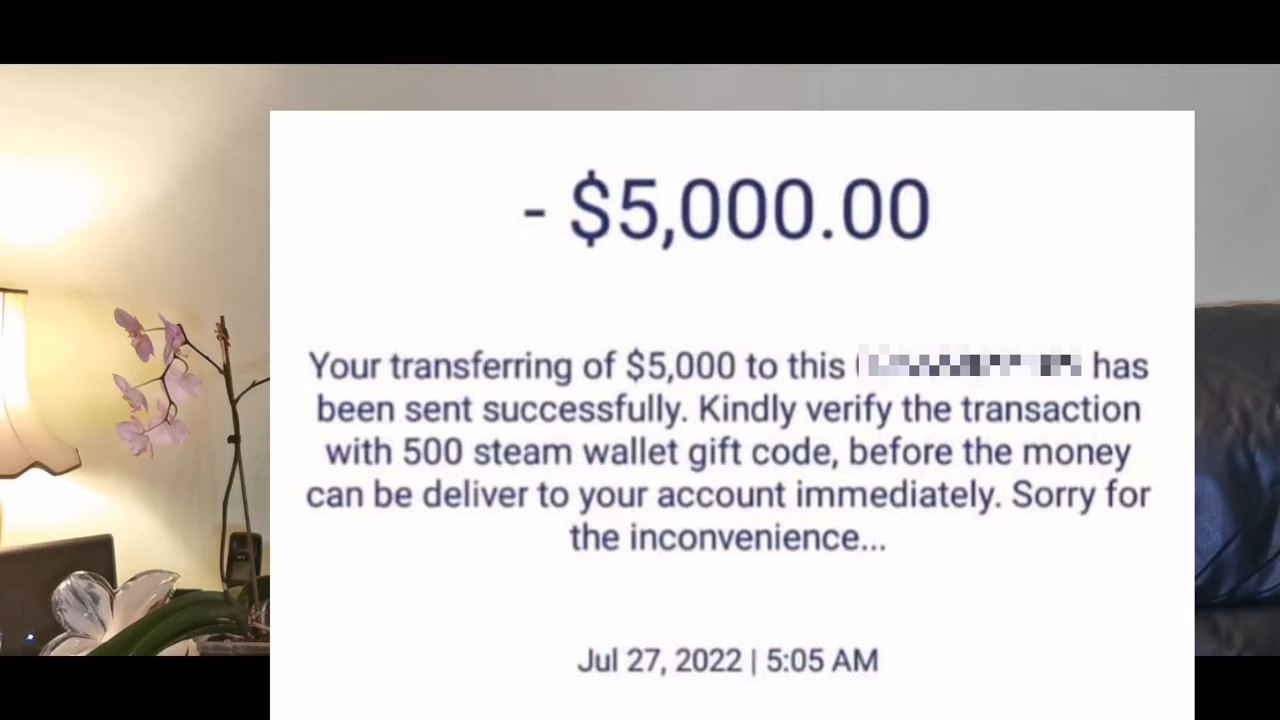 - $5,000.00
Your transferring of $5,000 to this has
been sent successfully. Kindly verify the transaction
with 500 steam wallet gift code, before the money
can be deliver to your account immediately. Sorry for
the inconvenience...
Jul 27, 2022 | 5:05 AM